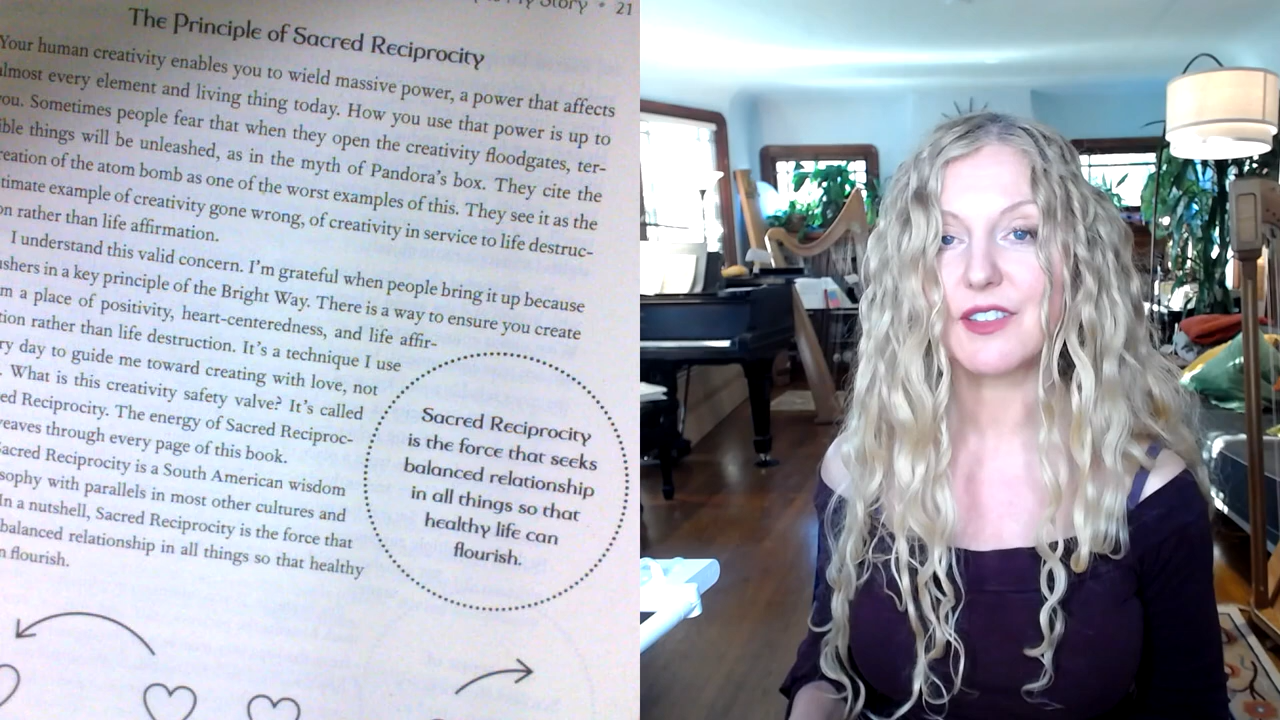 Story • 21
The Principle of Sacred Reciprocity
Your human creativity enables you to wield massive power, a power that affects
almost every element and living thing today. How you use that power is up to
you. Sometimes people fear that when they open the creativity floodgates, ter-
ible things will be unleashed, as in the myth of Pandora's box. They cite the
reation of the atom bomb as one of the worst examples of this. They see it as the
timate example of creativity gone wrong, of creativity in service to life destruc-
on rather than life affirmation.
I understand this valid concern. I'm grateful when people bring it up because
ushers in a key principle of the Bright Way. There is a way to ensure you create
m a place of positivity, heart-centeredness, and life affir-
tion rather than life destruction. It's a technique I use
ry day to guide me toward creating with love, not
. What is this creativity safety valve? It's called
ed Reciprocity. The energy of Sacred Reciproc-
weaves through every page of this book.
Sacred Reciprocity is a South American wisdom
sophy with parallels in most other cultures and
In a nutshell, Sacred Reciprocity is the force that
balanced relationship in all things so that healthy
n flourish.
Sacred Reciprocity
is the force that seeks
balanced relationship
in all things so that
healthy life can
flourish.